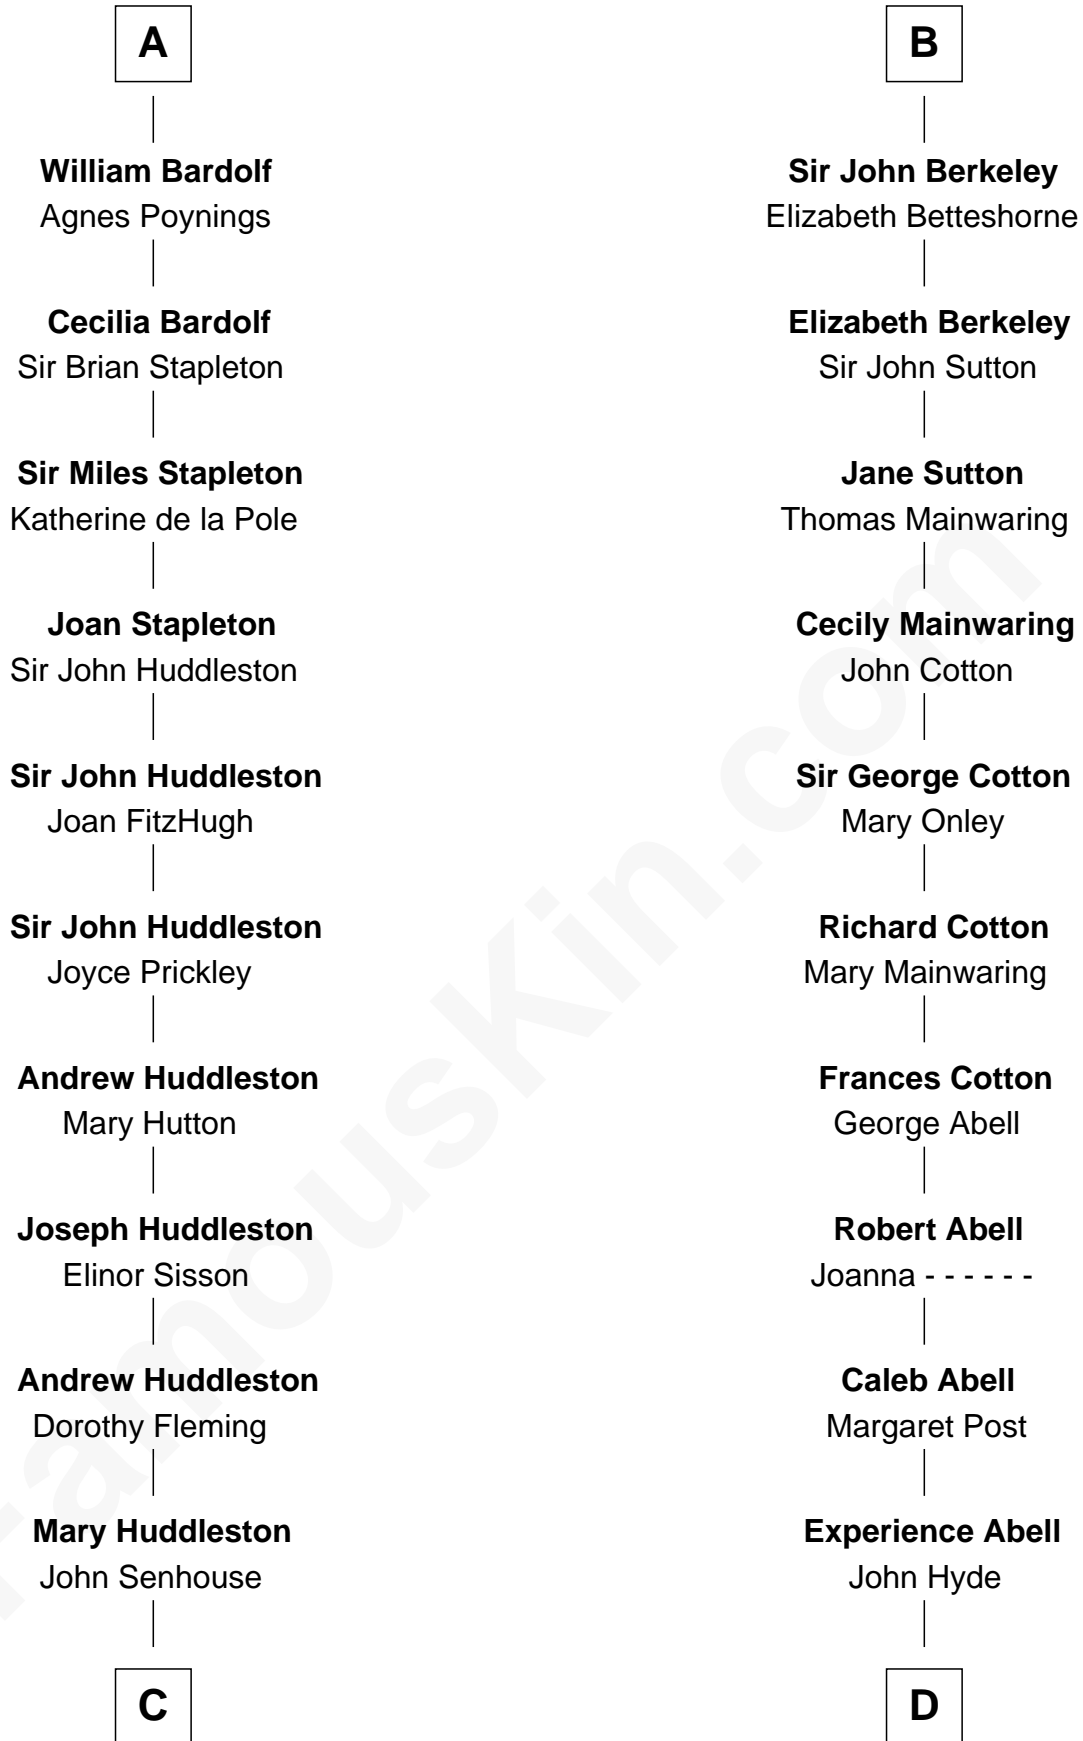 A
William Bardolf
Agnes Poynings
Cecilia Bardolf
Sir Brian Stapleton
Sir Miles Stapleton
Katherine de la Pole
Joan Stapleton
Sir John Huddleston
Sir John Huddleston
Joan FitzHugh
Sir John Huddleston
Joyce Prickley
Andrew Huddleston
Mary Hutton
Joseph Huddleston
Elinor Sisson
Andrew Huddleston
Dorothy Fleming
Mary Huddleston
John Senhouse
C
B
Sir John Berkeley
Elizabeth Betteshorne
Elizabeth Berkeley
Sir John Sutton
Jane Sutton
Thomas Mainwaring
Cecily Mainwaring
John Cotton
Sir George Cotton
Mary Onley
Richard Cotton
Mary Mainwaring
Frances Cotton
George Abell
Robert Abell
Joanna - - - - - -
Caleb Abell
Margaret Post
Experience Abell
John Hyde
D
FamousKin.com